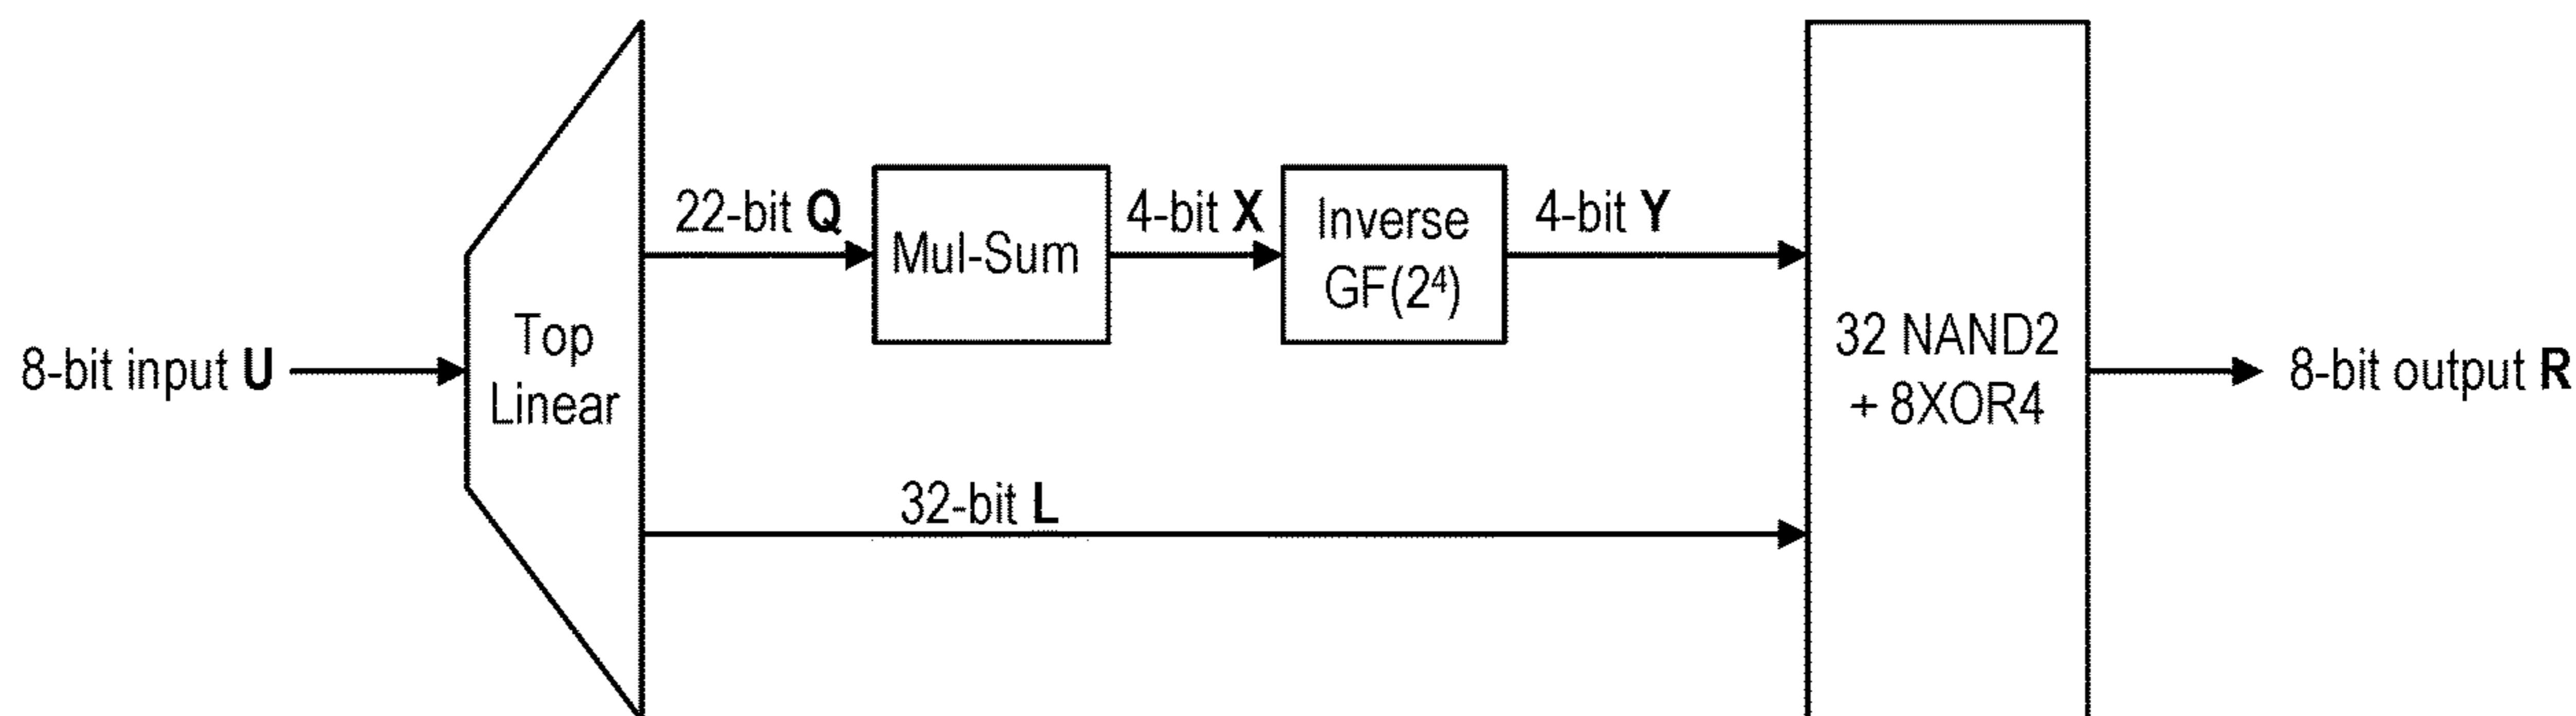 8-bit input U
Top
Linear
22-bit Q
Mul-Sum
4-bit X
Inverse
GF(2⁴)
4-bit Y
32-bit L
32 NAND2
+ 8XOR4
8-bit output R